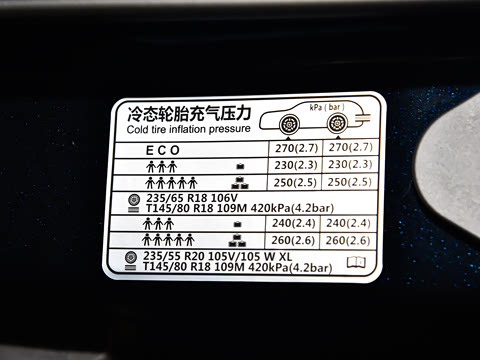 冷态轮胎充气压力
Cold tire inflation pressure
kPa (bar)
ECO 270(2.7) 270(2.7)
230(2.3) 230(2.3)
250(2.5) 250(2.5)
235/65 R18 106V
T145/80 R18 109M 420kPa(4.2bar)
240(2.4) 240(2.4)
260(2.6) 260(2.6)
235/55 R20 105V/105 W XL
T145/80 R18 109M 420kPa(4.2bar)